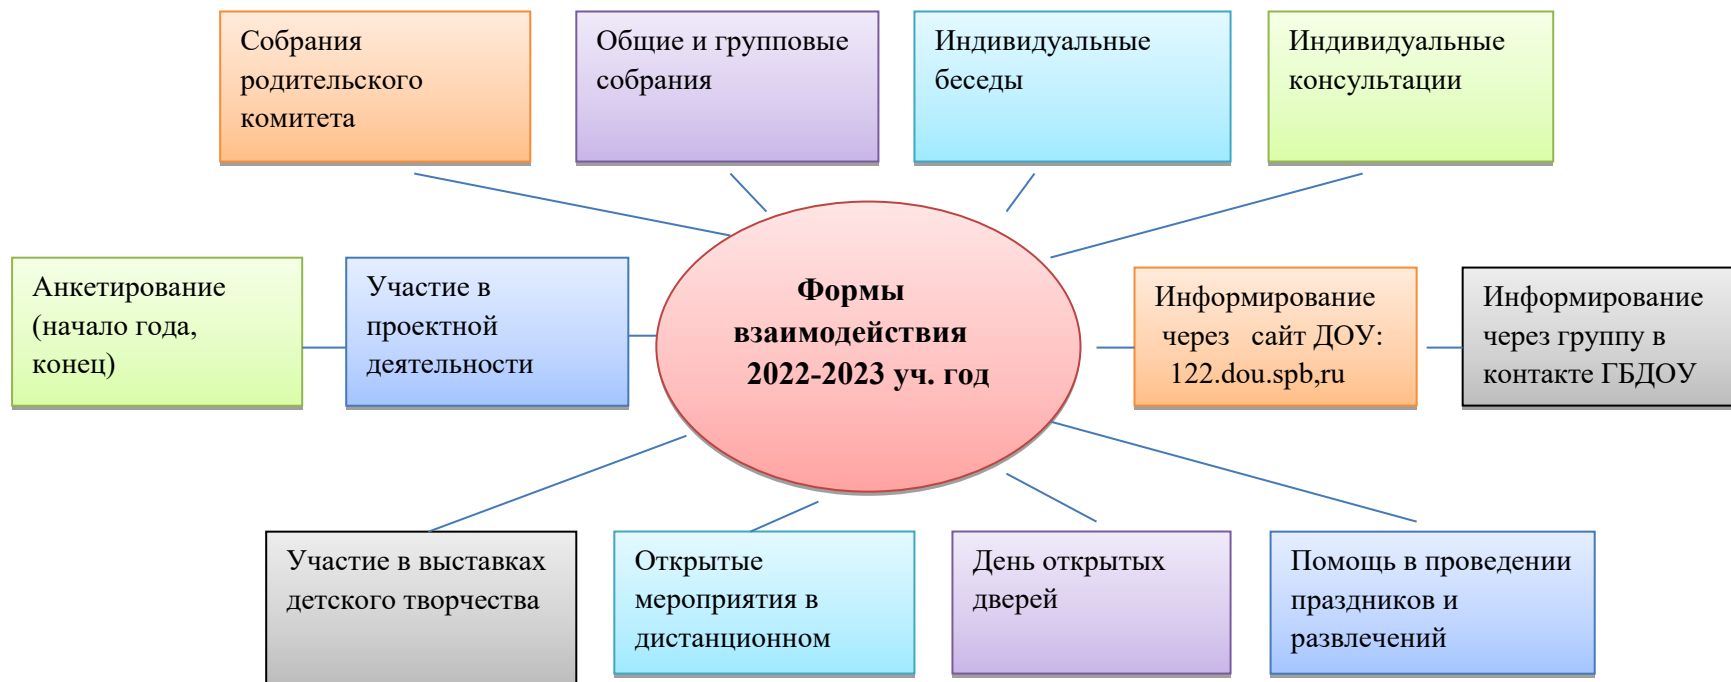 Собрания
родительского
комитета
Общие и групповые
собрания
Индивидуальные
беседы
Индивидуальные
консультации
Анкетирование
(начало года,
конец)
Участие в
проектной
деятельности
Формы
взаимодействия
2022-2023 уч. год
Информирование
через сайт ДОУ:
122.dou.spb,ru
Информирование
через группу в
контакте ГБДОУ
Участие в выставках
детского творчества
Открытые
мероприятия в
дистанционном
День открытых
дверей
Помощь в проведении
праздников и
развлечений